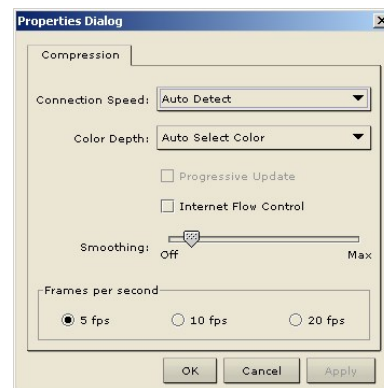 Properties Dialog
Compression
Connection Speed: Auto Detect
Color Depth: Auto Select Color
Progressive Update
Internet Flow Control
Smoothing:
Off Max
Frames per second
5 fps 10 fps 20 fps
OK Cancel Apply